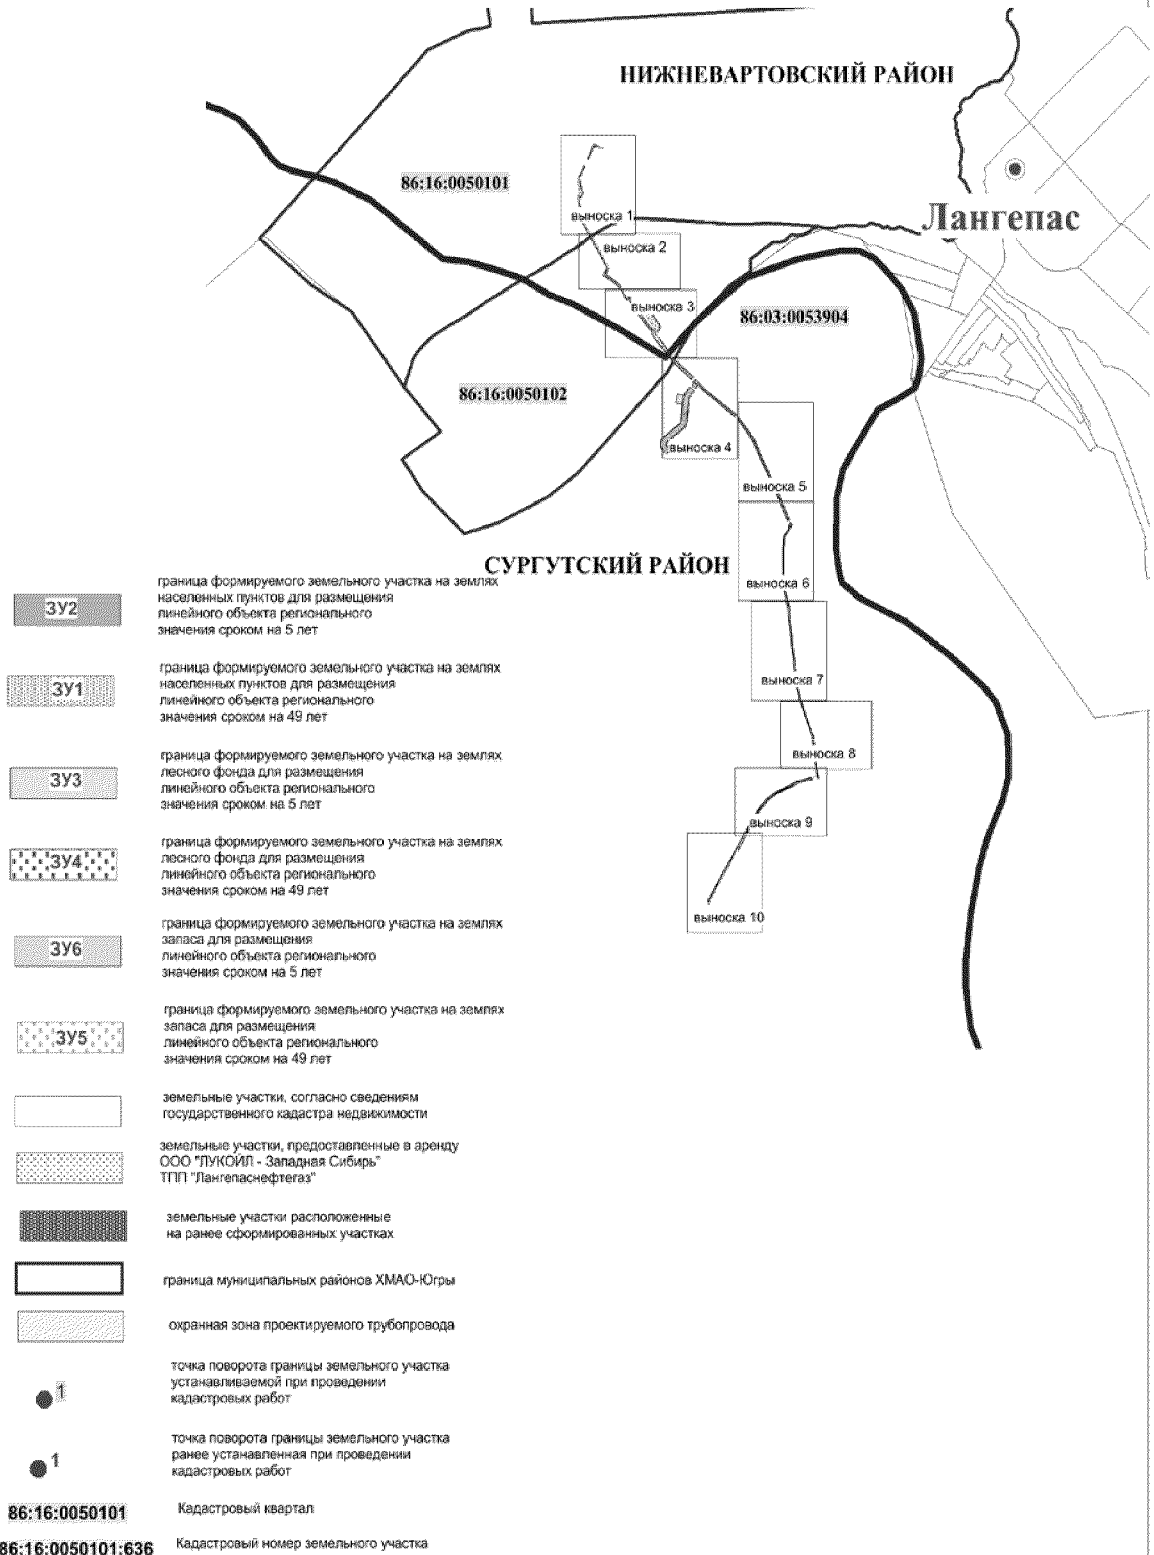 НИЖНЕВАРТОВСКИЙ РАЙОН
86:16:0050101
выноска 1
Лангепас
выноска 2
выноска 3
86:03:0053904
86:16:0050102
выноска 4
выноска 5
СУРГУТСКИЙ РАЙОН
выноска 6
выноска 7
выноска 8
выноска 9
выноска 10
ЗУ2
граница формируемого земельного участка на землях
населенных пунктов для размещения
линейного объекта регионального
значения сроком на 5 лет
ЗУ1
граница формируемого земельного участка на землях
населенных пунктов для размещения
линейного объекта регионального
значения сроком на 49 лет
ЗУ3
граница формируемого земельного участка на землях
лесного фонда для размещения
линейного объекта регионального
значения сроком на 5 лет
ЗУ4
граница формируемого земельного участка на землях
лесного фонда для размещения
линейного объекта регионального
значения сроком на 49 лет
ЗУ6
граница формируемого земельного участка на землях
запаса для размещения
линейного объекта регионального
значения сроком на 5 лет
ЗУ5
граница формируемого земельного участка на землях
запаса для размещения
линейного объекта регионального
значения сроком на 49 лет
земельные участки, согласно сведениям
государственного кадастра недвижимости
земельные участки, предоставленные в аренду
ООО "ЛУКОЙЛ - Западная Сибирь"
ТПП "Лангепаснефтегаз"
земельные участки расположенные
на ранее сформированных участках
граница муниципальных районов ХМАО-Югры
охранная зона проектируемого трубопровода
1
точка поворота границы земельного участка
устанавливаемой при проведении
кадастровых работ
1
точка поворота границы земельного участка
ранее установленная при проведении
кадастровых работ
86:16:0050101
Кадастровый квартал
86:16:0050101:636
Кадастровый номер земельного участка